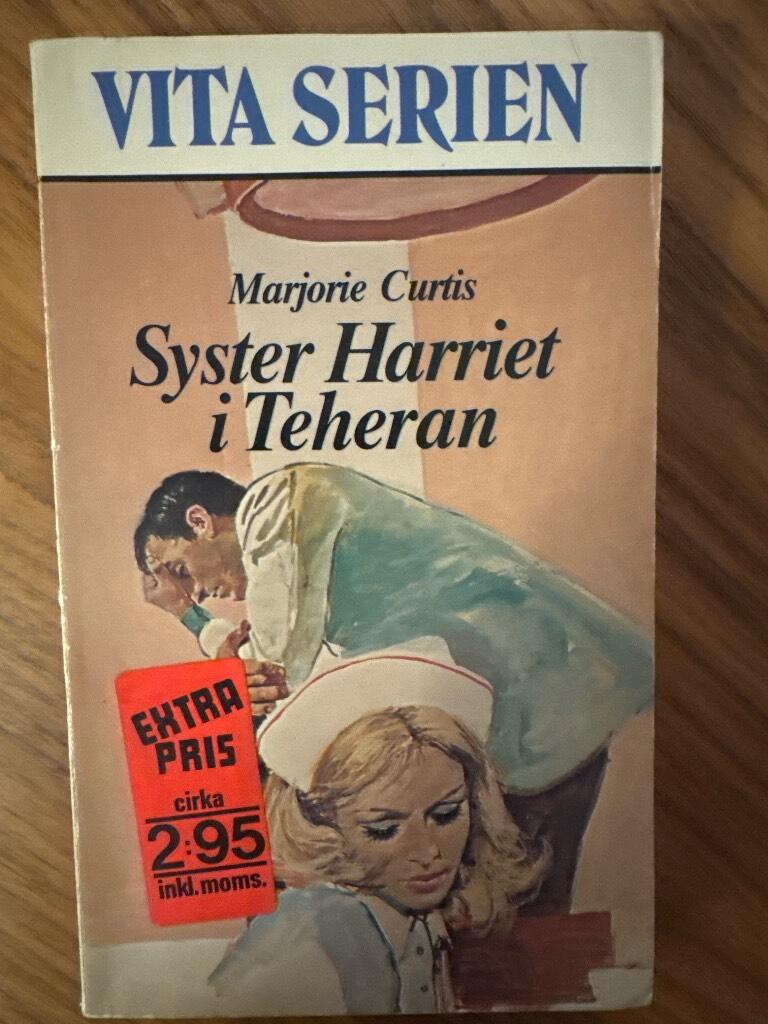 VITA SERIEN
Marjorie Curtis
Syster Harriet
i Teheran
EXTRA
PRIS
cirka
2:95
inkl.moms.